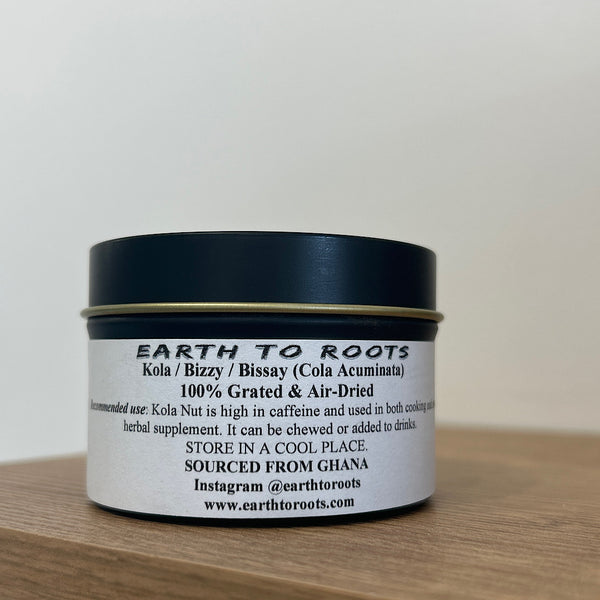 EARTH TO ROOTS
Kola / Bizzy / Bissay (Cola Acuminata)
100% Grated & Air-Dried
Recommended use: Kola Nut is high in caffeine and used in both cooking
herbal supplement. It can be chewed or added to drinks.
STORE IN A COOL PLACE.
SOURCED FROM GHANA
Instagram @earthtoroots
www.earthtoroots.com